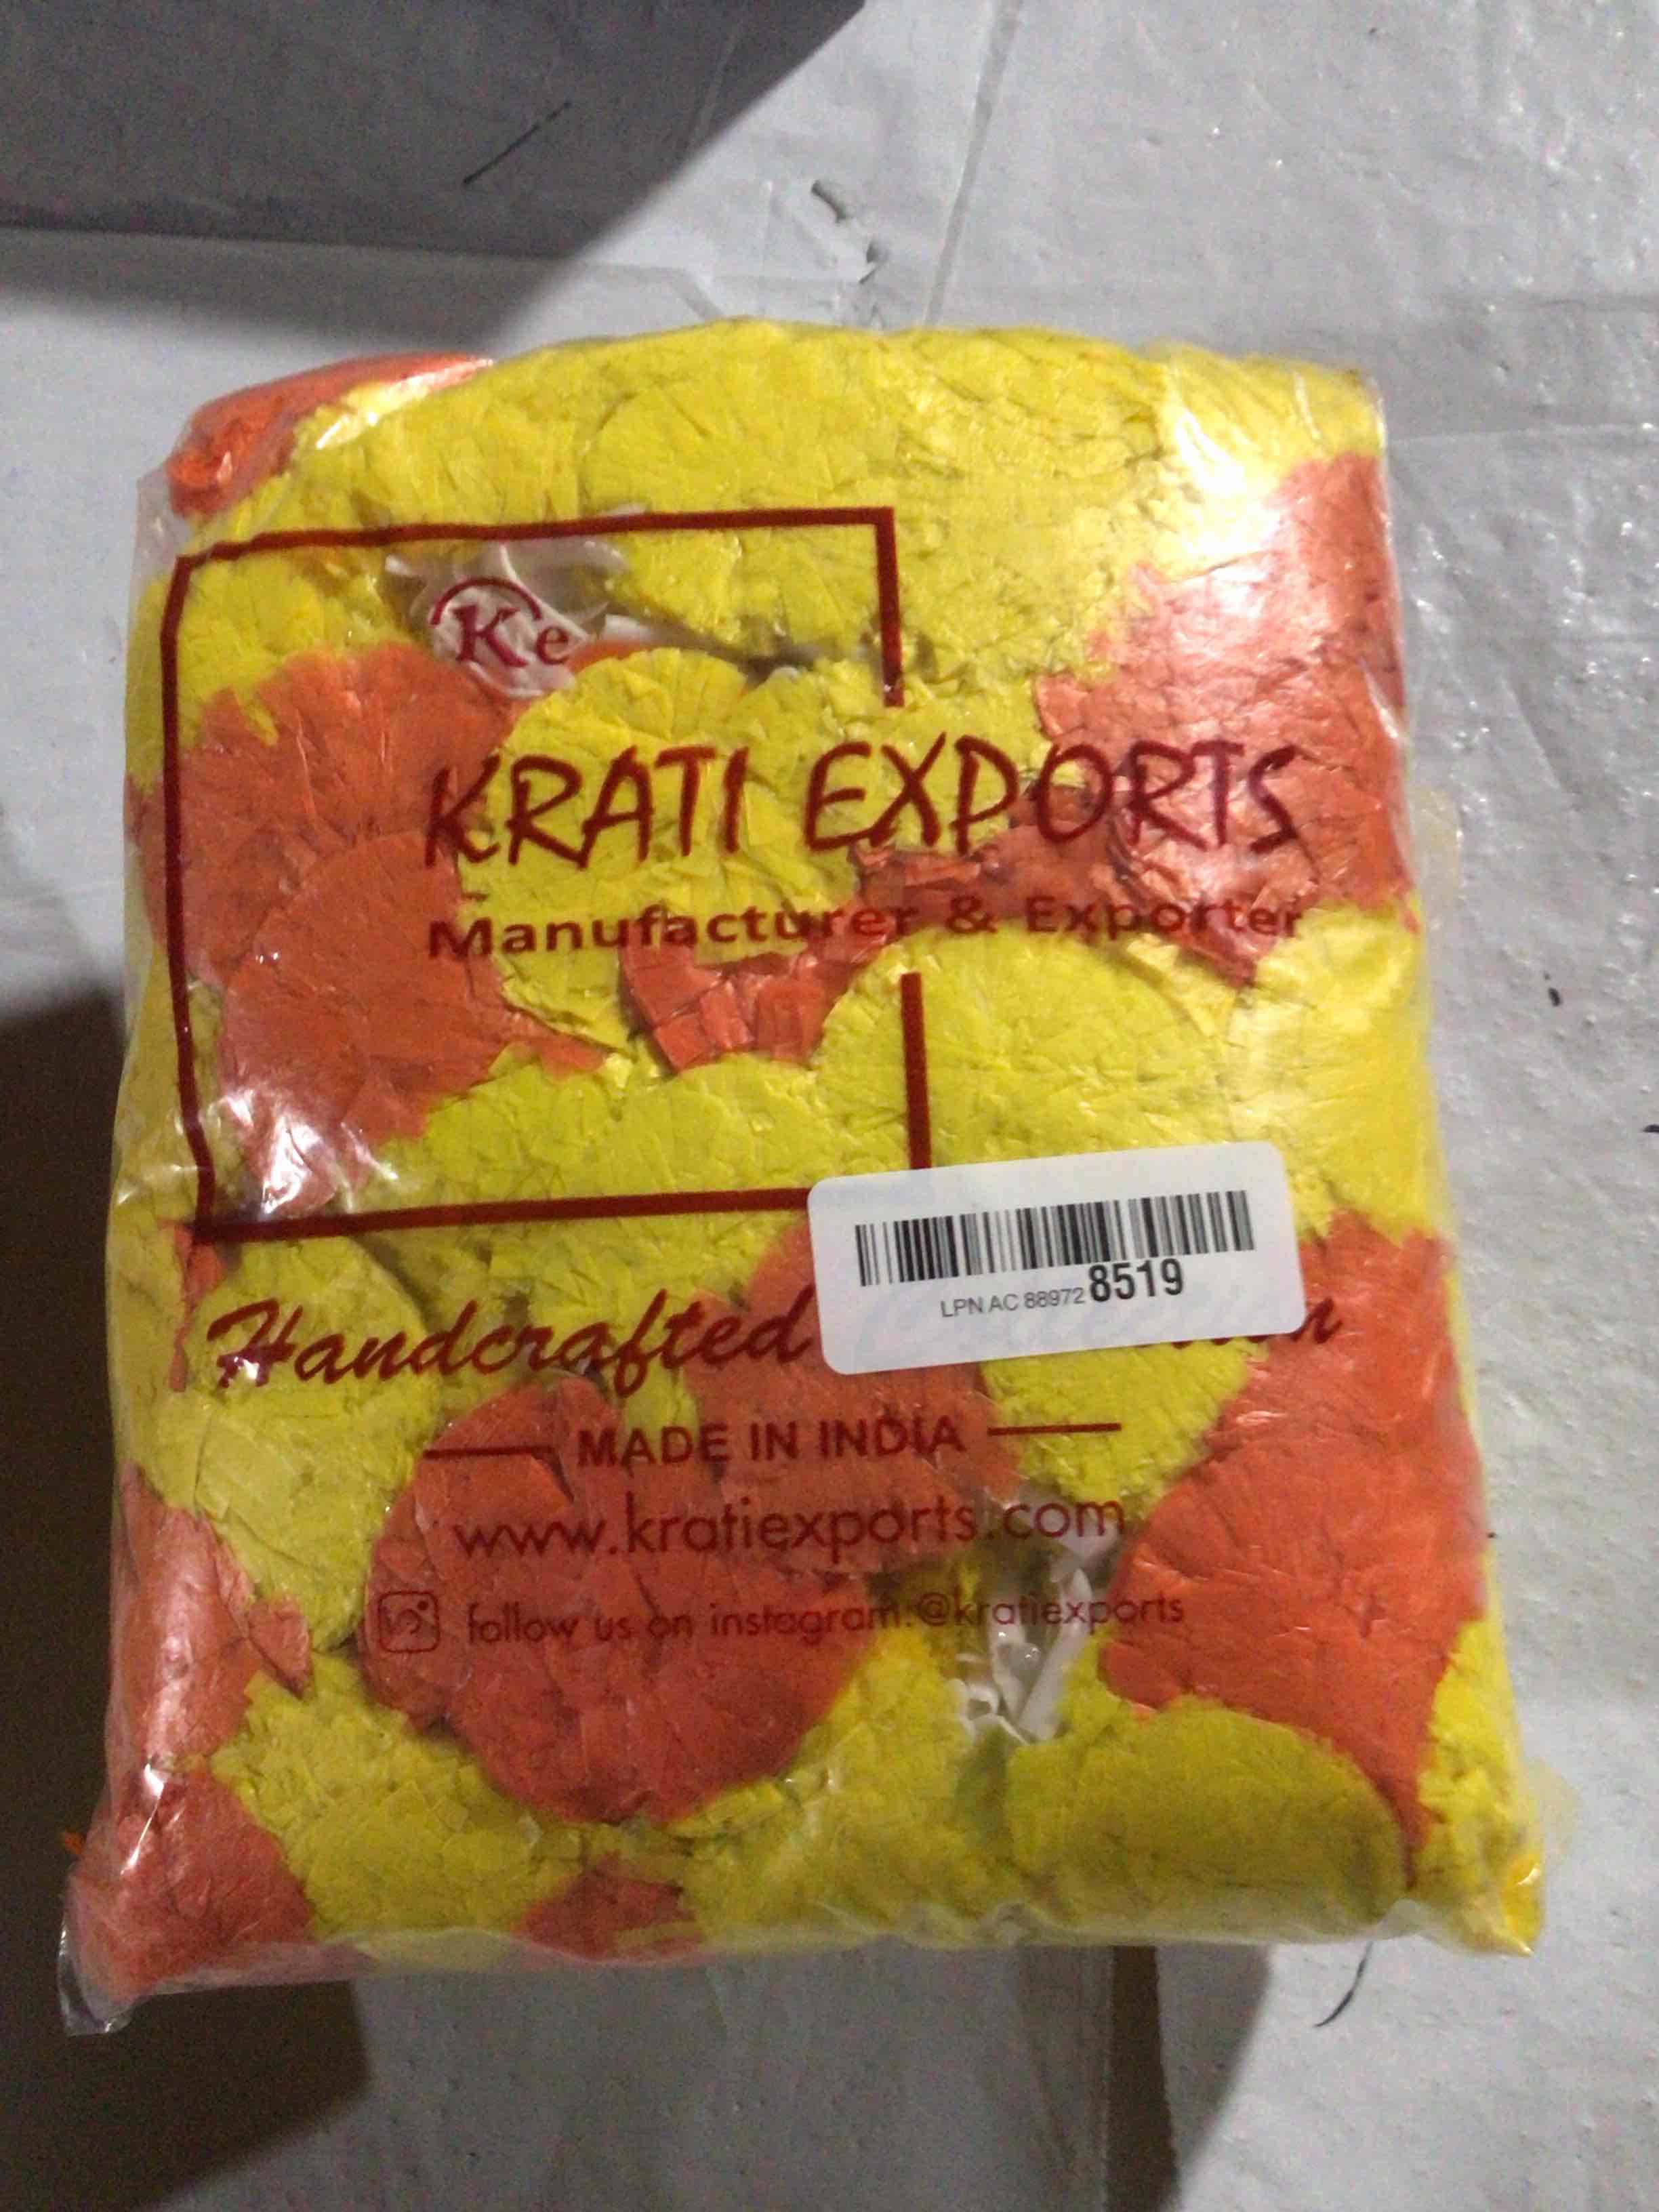 Ke
KRATI EXPORTS
Manufacturer & Exporter
LPN AC 88972 8519
Handcrafted
MADE IN INDIA
www.kratiexports.com
follow us on instagram:@kratiexports